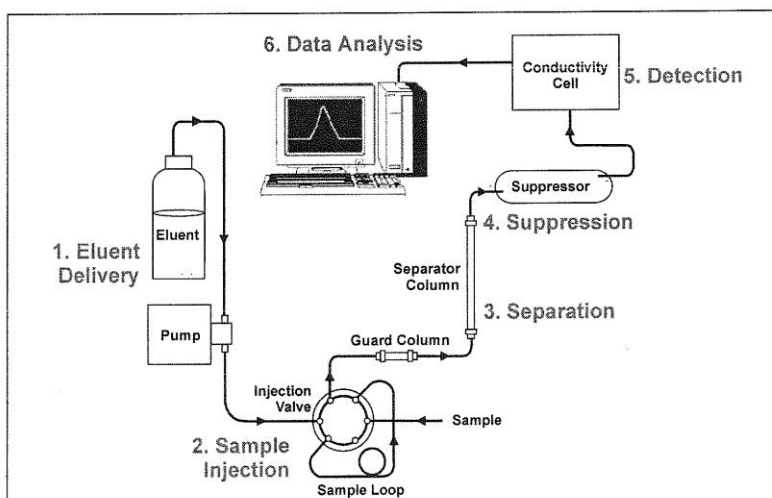 6. Data Analysis
Conductivity
Cell
5. Detection
Suppressor
4. Suppression
Eluent
1. Eluent
Delivery
Separator
Column
3. Separation
Pump
Guard Column
Injection
Valve
Sample
2. Sample
Injection
Sample Loop